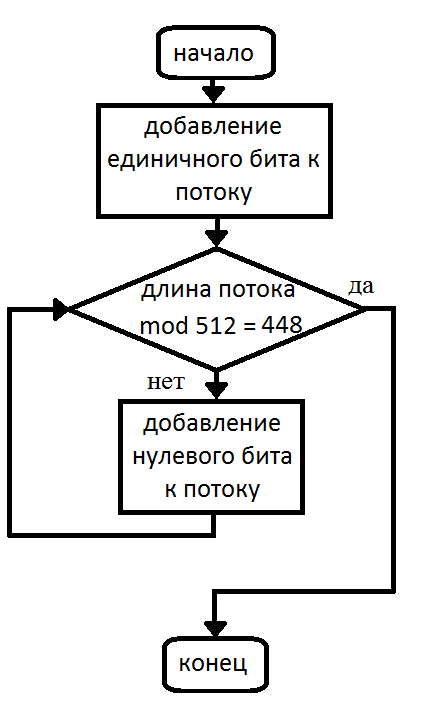 начало
добавление
единичного бита к
потоку
длина потока
да
mod 512 = 448
нет
добавление
нулевого бита
к потоку
конец